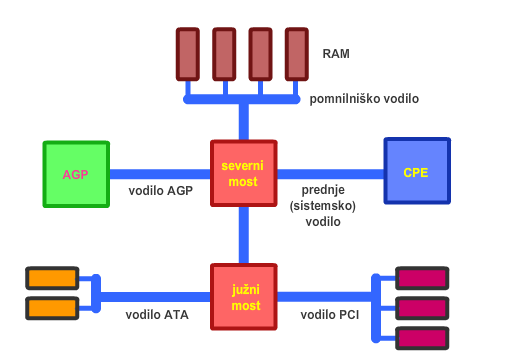 RAM
pomnilniško vodilo
severni
most
AGP
CPE
vodilo AGP
prednje
(sistemsko)
vodilo
južni
most
vodilo ATA
vodilo PCI